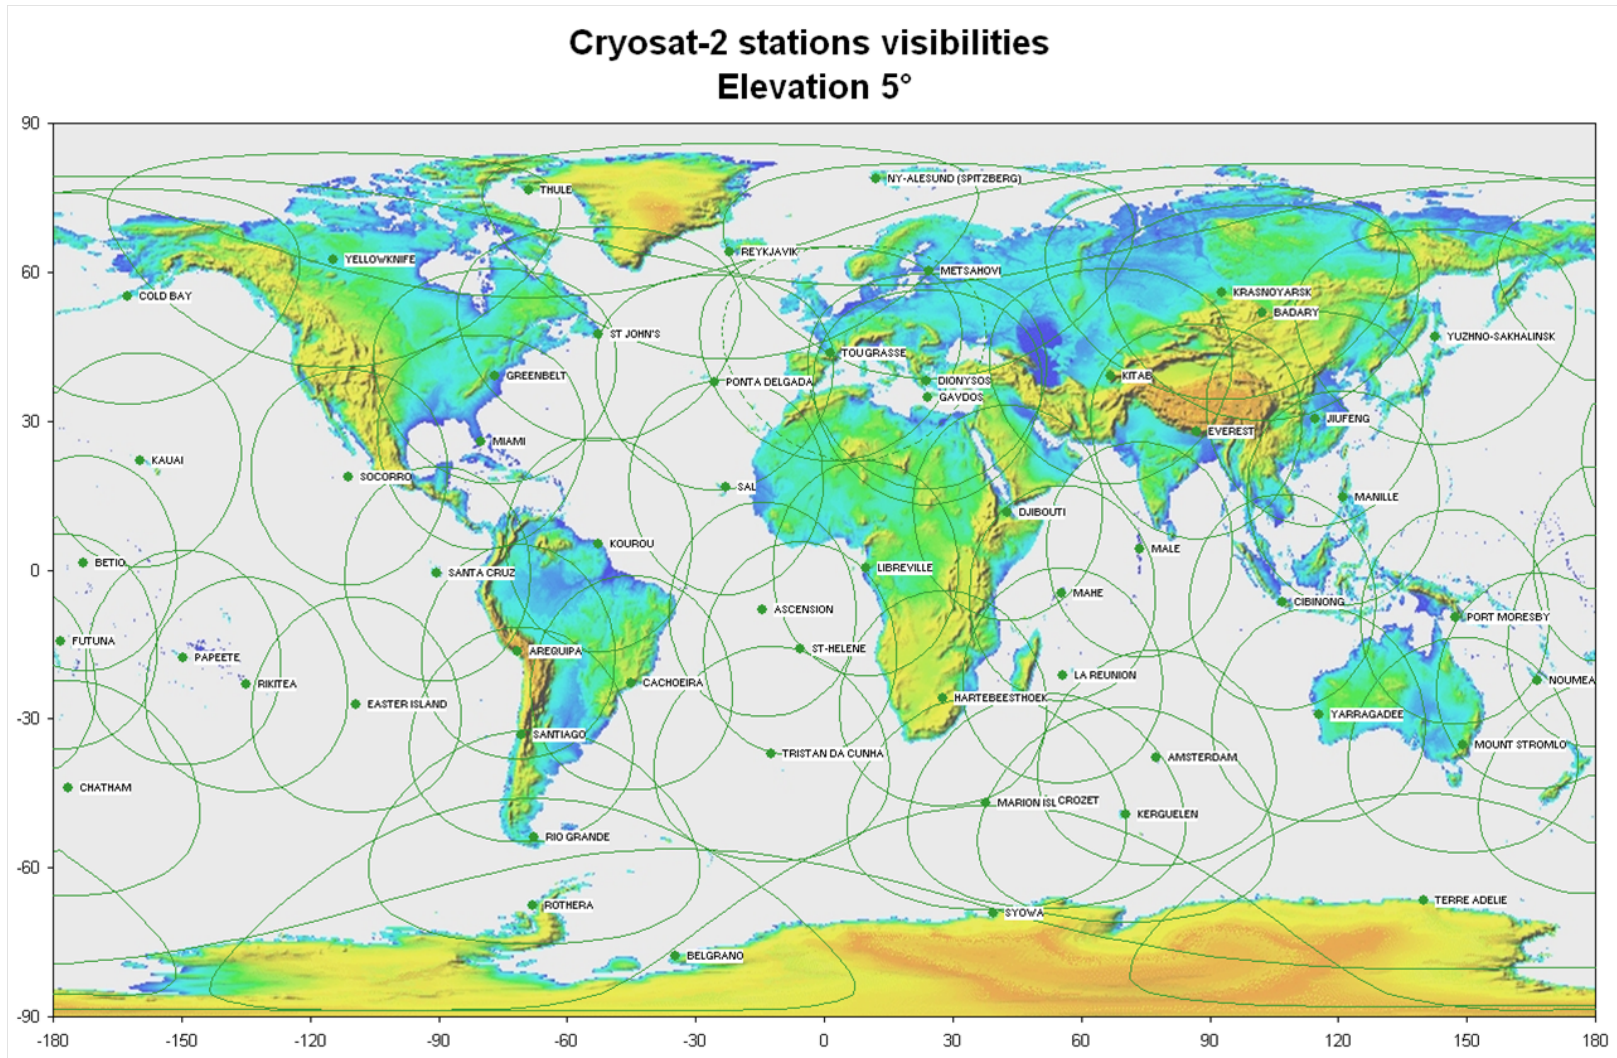 Cryosat-2 stations visibilities
Elevation 5°
90
NY-ALESUND (SPITZBERG)
THULE
REYKJAVIK
YELLOWKNIFE
60
METSAHOVI
COLD BAY
KRASNOYARSK
BADARY
ST JOHN'S
YUZHNO-SAKHALINSK
TOU GRASSE
GREENBELT
PONTA DELGADA
DIONYSOS
KITAB
GAVDOS
30
JIUFENG
EVEREST
MIAMI
KAUAI
SOCORRO
SAL
MANILLE
DJIBOUTI
KOUROU
MALE
BETIO
0
SANTA CRUZ
LIBREVILLE
MAHE
CIBINONG
ASCENSION
PORT MORESBY
FUTUNA
ST-HELENE
AREQUIPA
PAPEETE
LA REUNION
RIKITEA
CACHOEIRA
NOUMEA
HARTEBEESTHOEK
EASTER ISLAND
YARRAGADEE
-30
SANTIAGO
MOUNT STROMLO
TRISTAN DA CUNHA
AMSTERDAM
CHATHAM
MARION ISL CROZET
KERGUELEN
RIO GRANDE
-60
TERRE ADELIE
ROTHERA
SYOWA
BELGRANO
-90
-180 -150 -120 -90 -60 -30 0 30 60 90 120 150 180